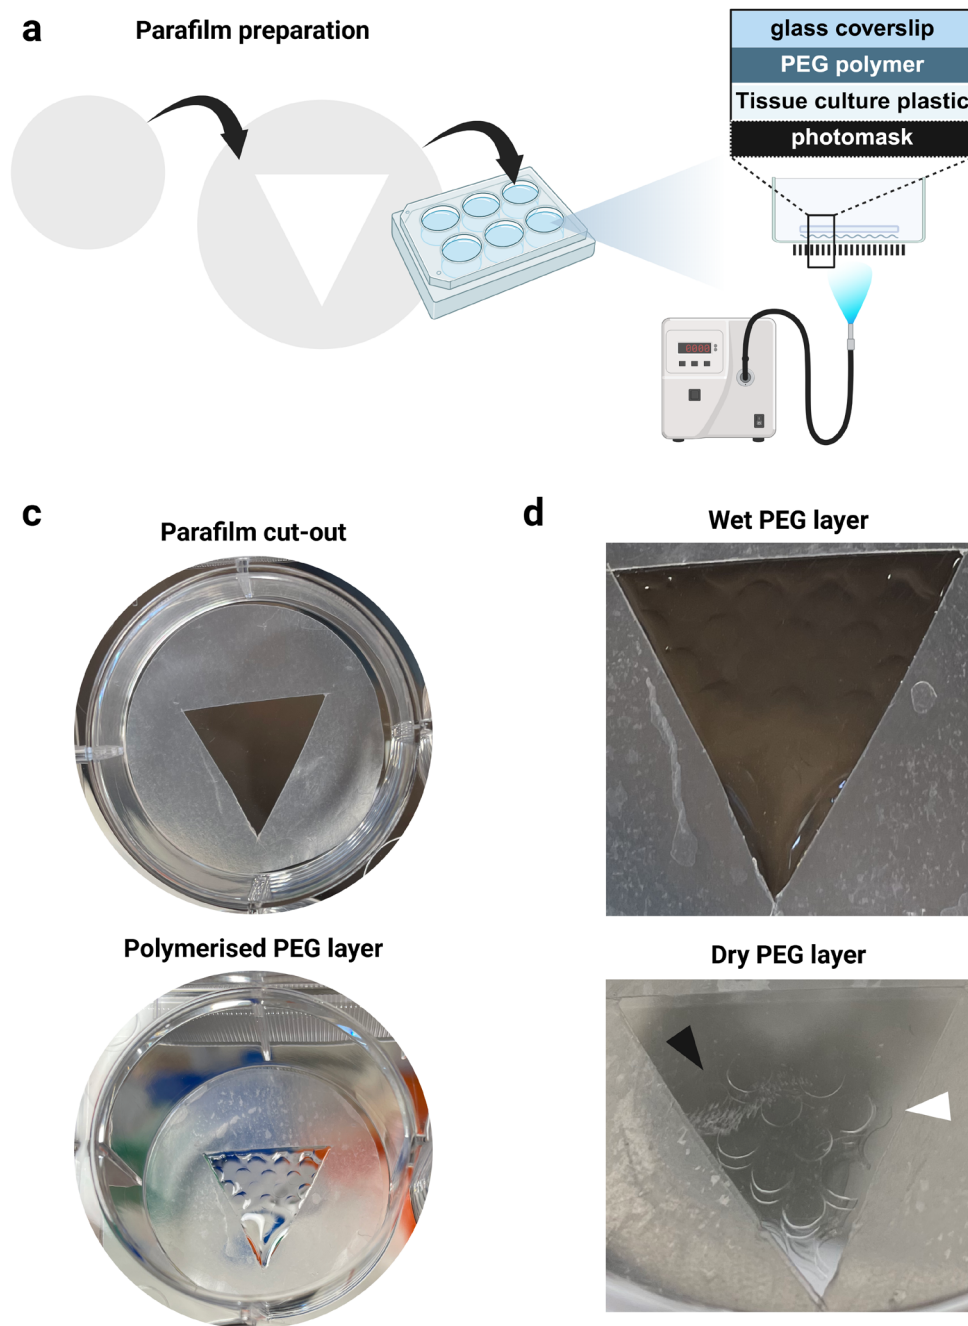 a
Parafilm preparation
glass coverslip
PEG polymer
Tissue culture plastic
photomask
c
Parafilm cut-out
d
Wet PEG layer
Polymerised PEG layer
Dry PEG layer